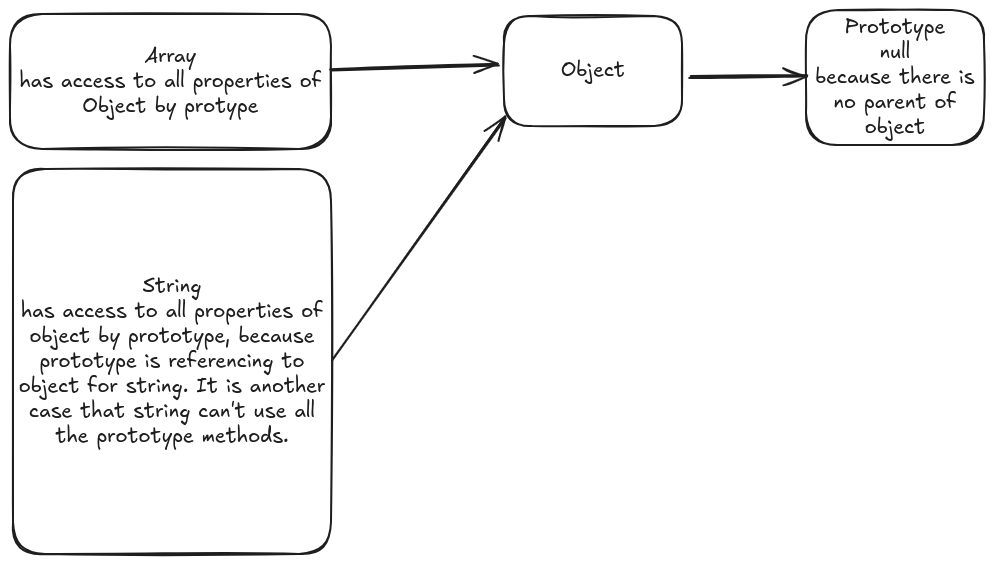 Array
has access to all properties of
Object by protype
Object
Prototype
null
because there is
no parent of
object
String
has access to all properties of
object by prototype, because
prototype is referencing to
object for string. It is another
case that string can't use all
the prototype methods.